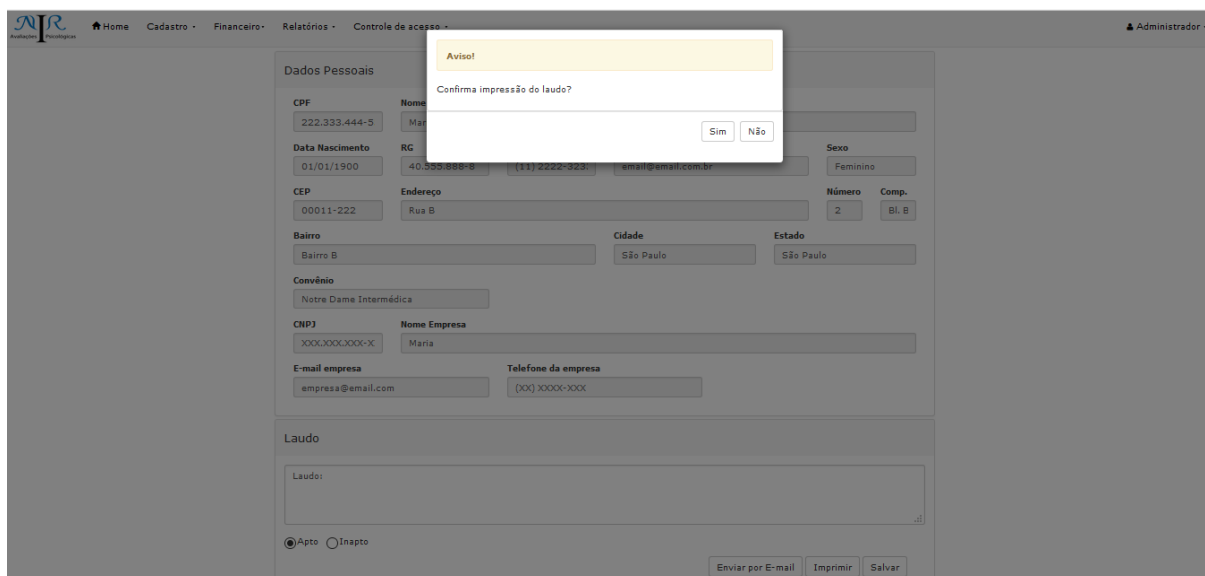 NJR
Avaliações Psicológicas
Home Cadastro Financeiro Relatórios Controle de acesso Administrador
Aviso!
Confirma impressão do laudo?
Sim Não
Dados Pessoais
CPF Nome
222.333.444-5 Mar
Data Nascimento RG Sexo
01/01/1900 40.555.888-8 (11) 2222-323 email@email.com.br Feminino
CEP Endereço Número Comp.
00011-222 Rua B 2 Bl. B
Bairro Cidade Estado
Bairro B São Paulo São Paulo
Convênio
Notre Dame Intermédica
CNPJ Nome Empresa
XXX.XXX.XXX-X Maria
E-mail empresa Telefone da empresa
empresa@email.com (XX) XXXX-XXX
Laudo
Laudo:
Apto Inapto
Enviar por E-mail Imprimir Salvar